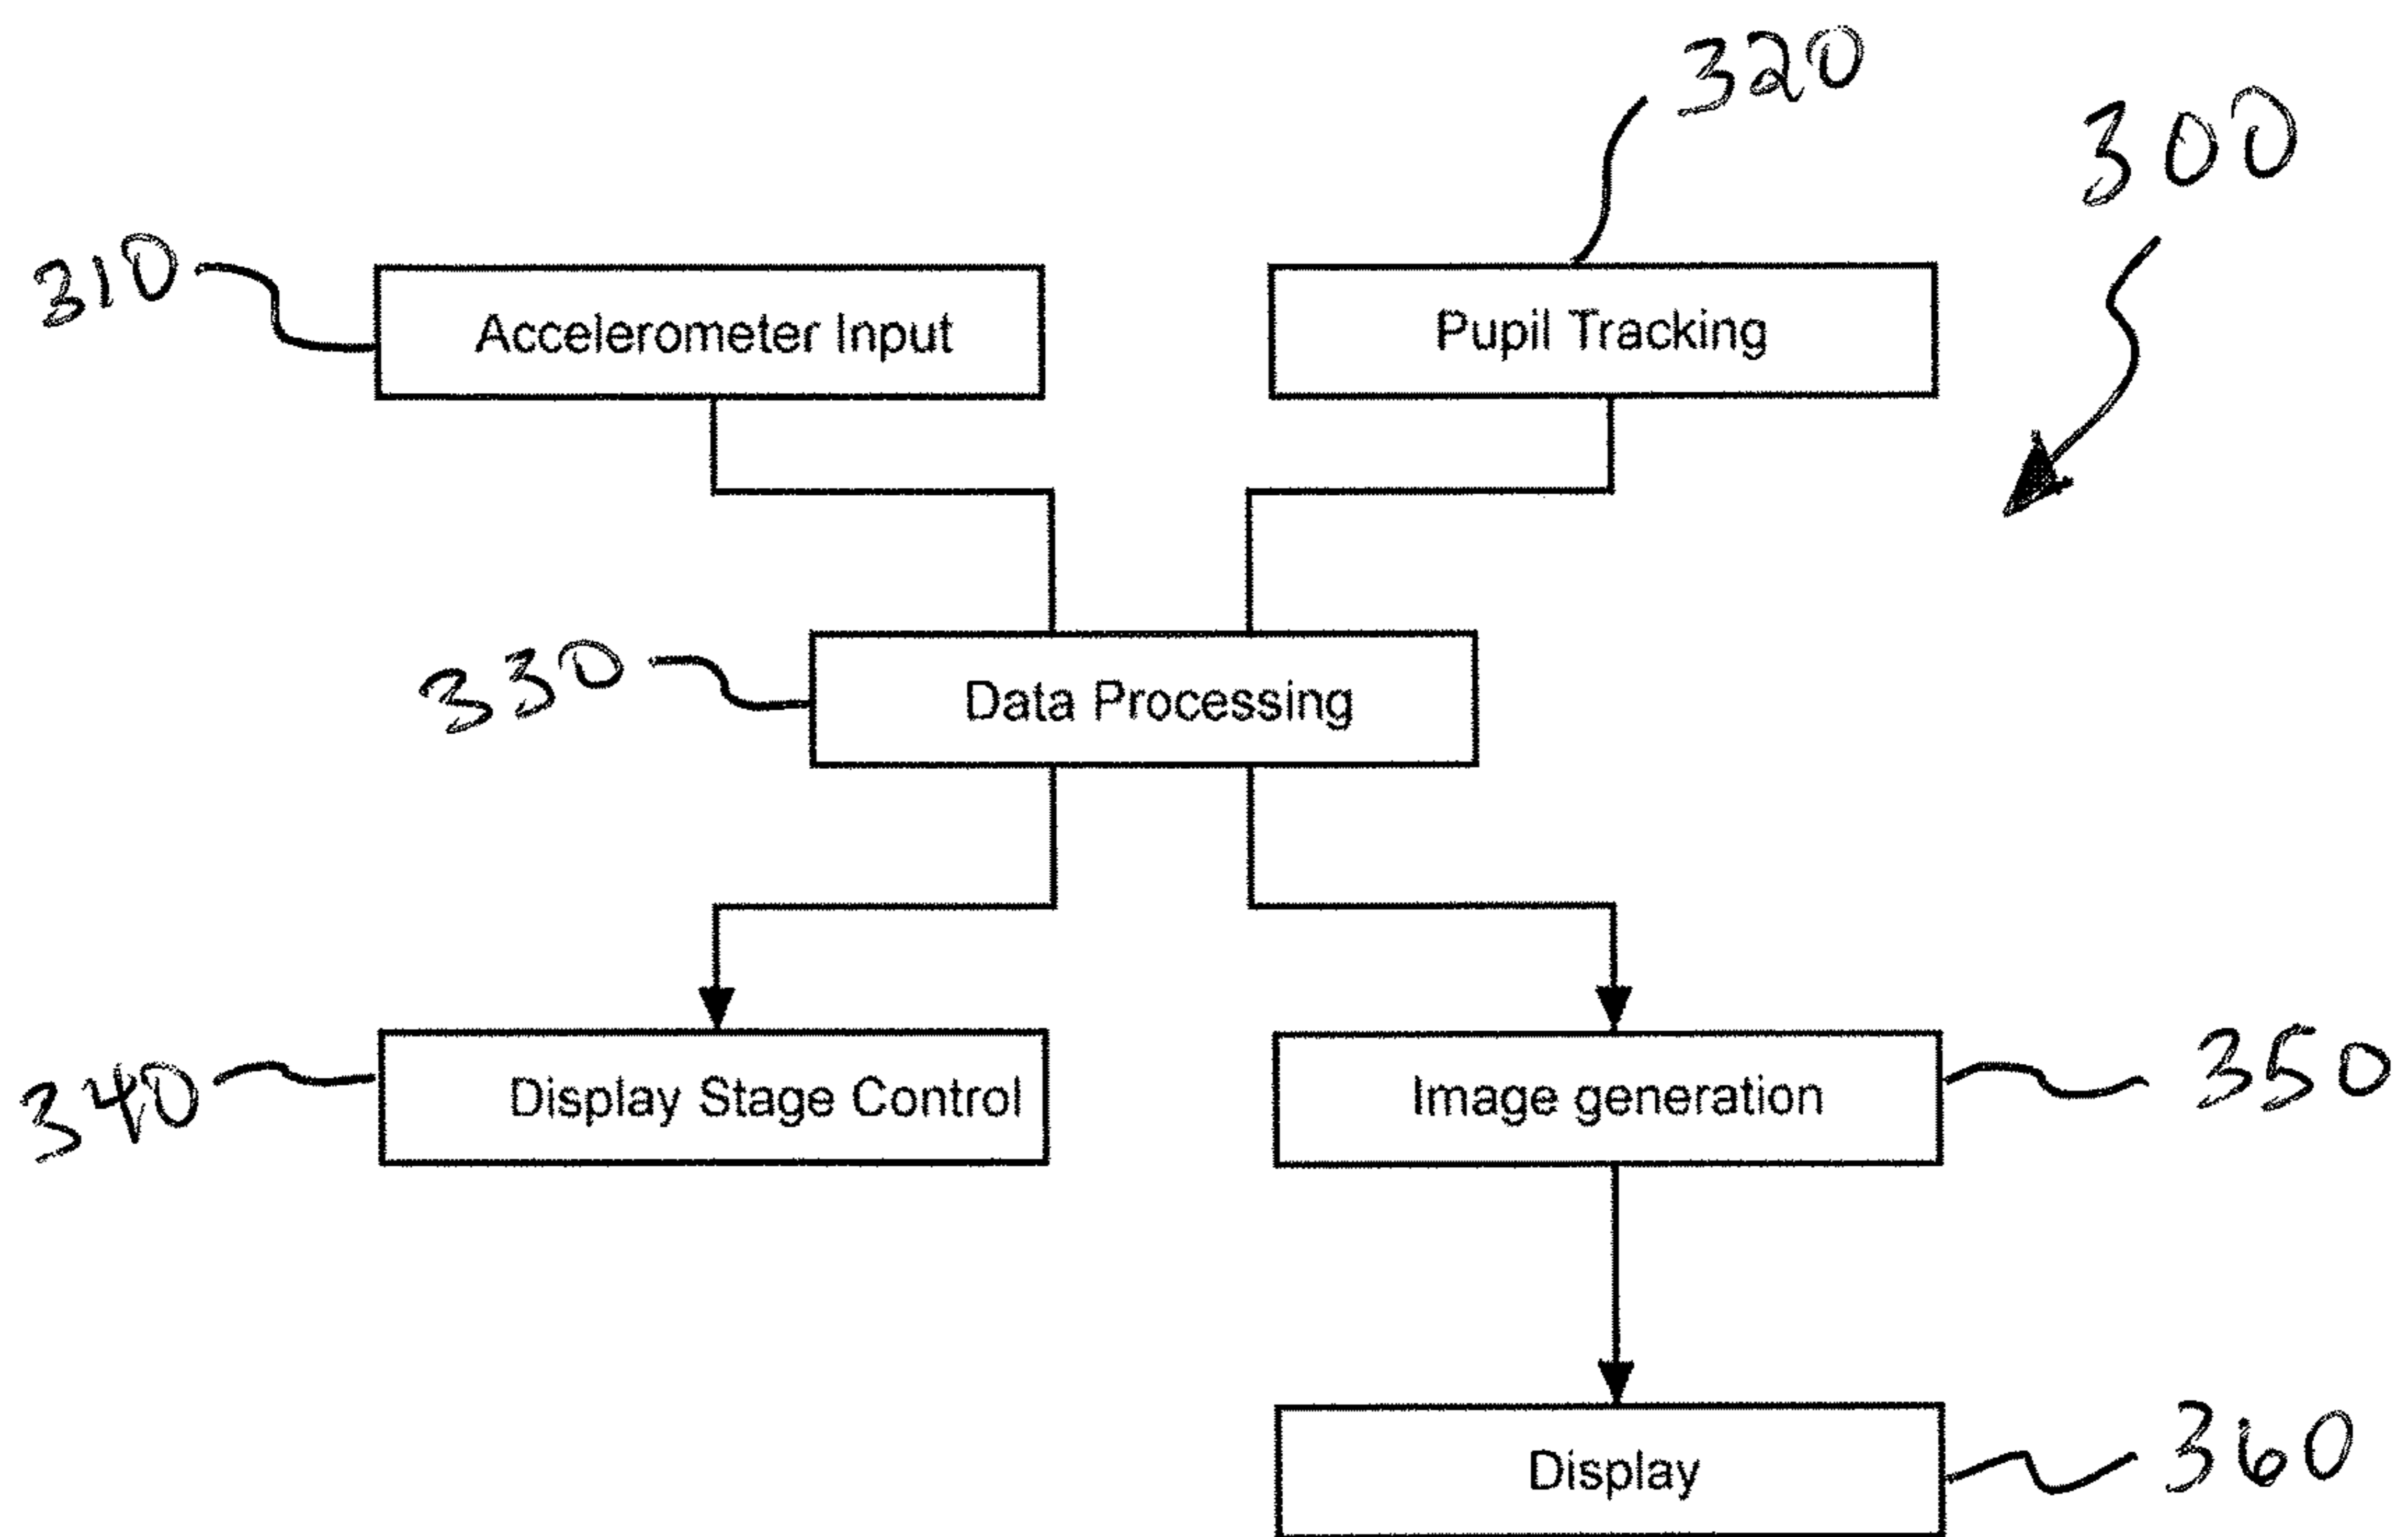 320
300
310
Accelerometer Input
Pupil Tracking
330
Data Processing
340
Display Stage Control
Image generation
350
Display
360